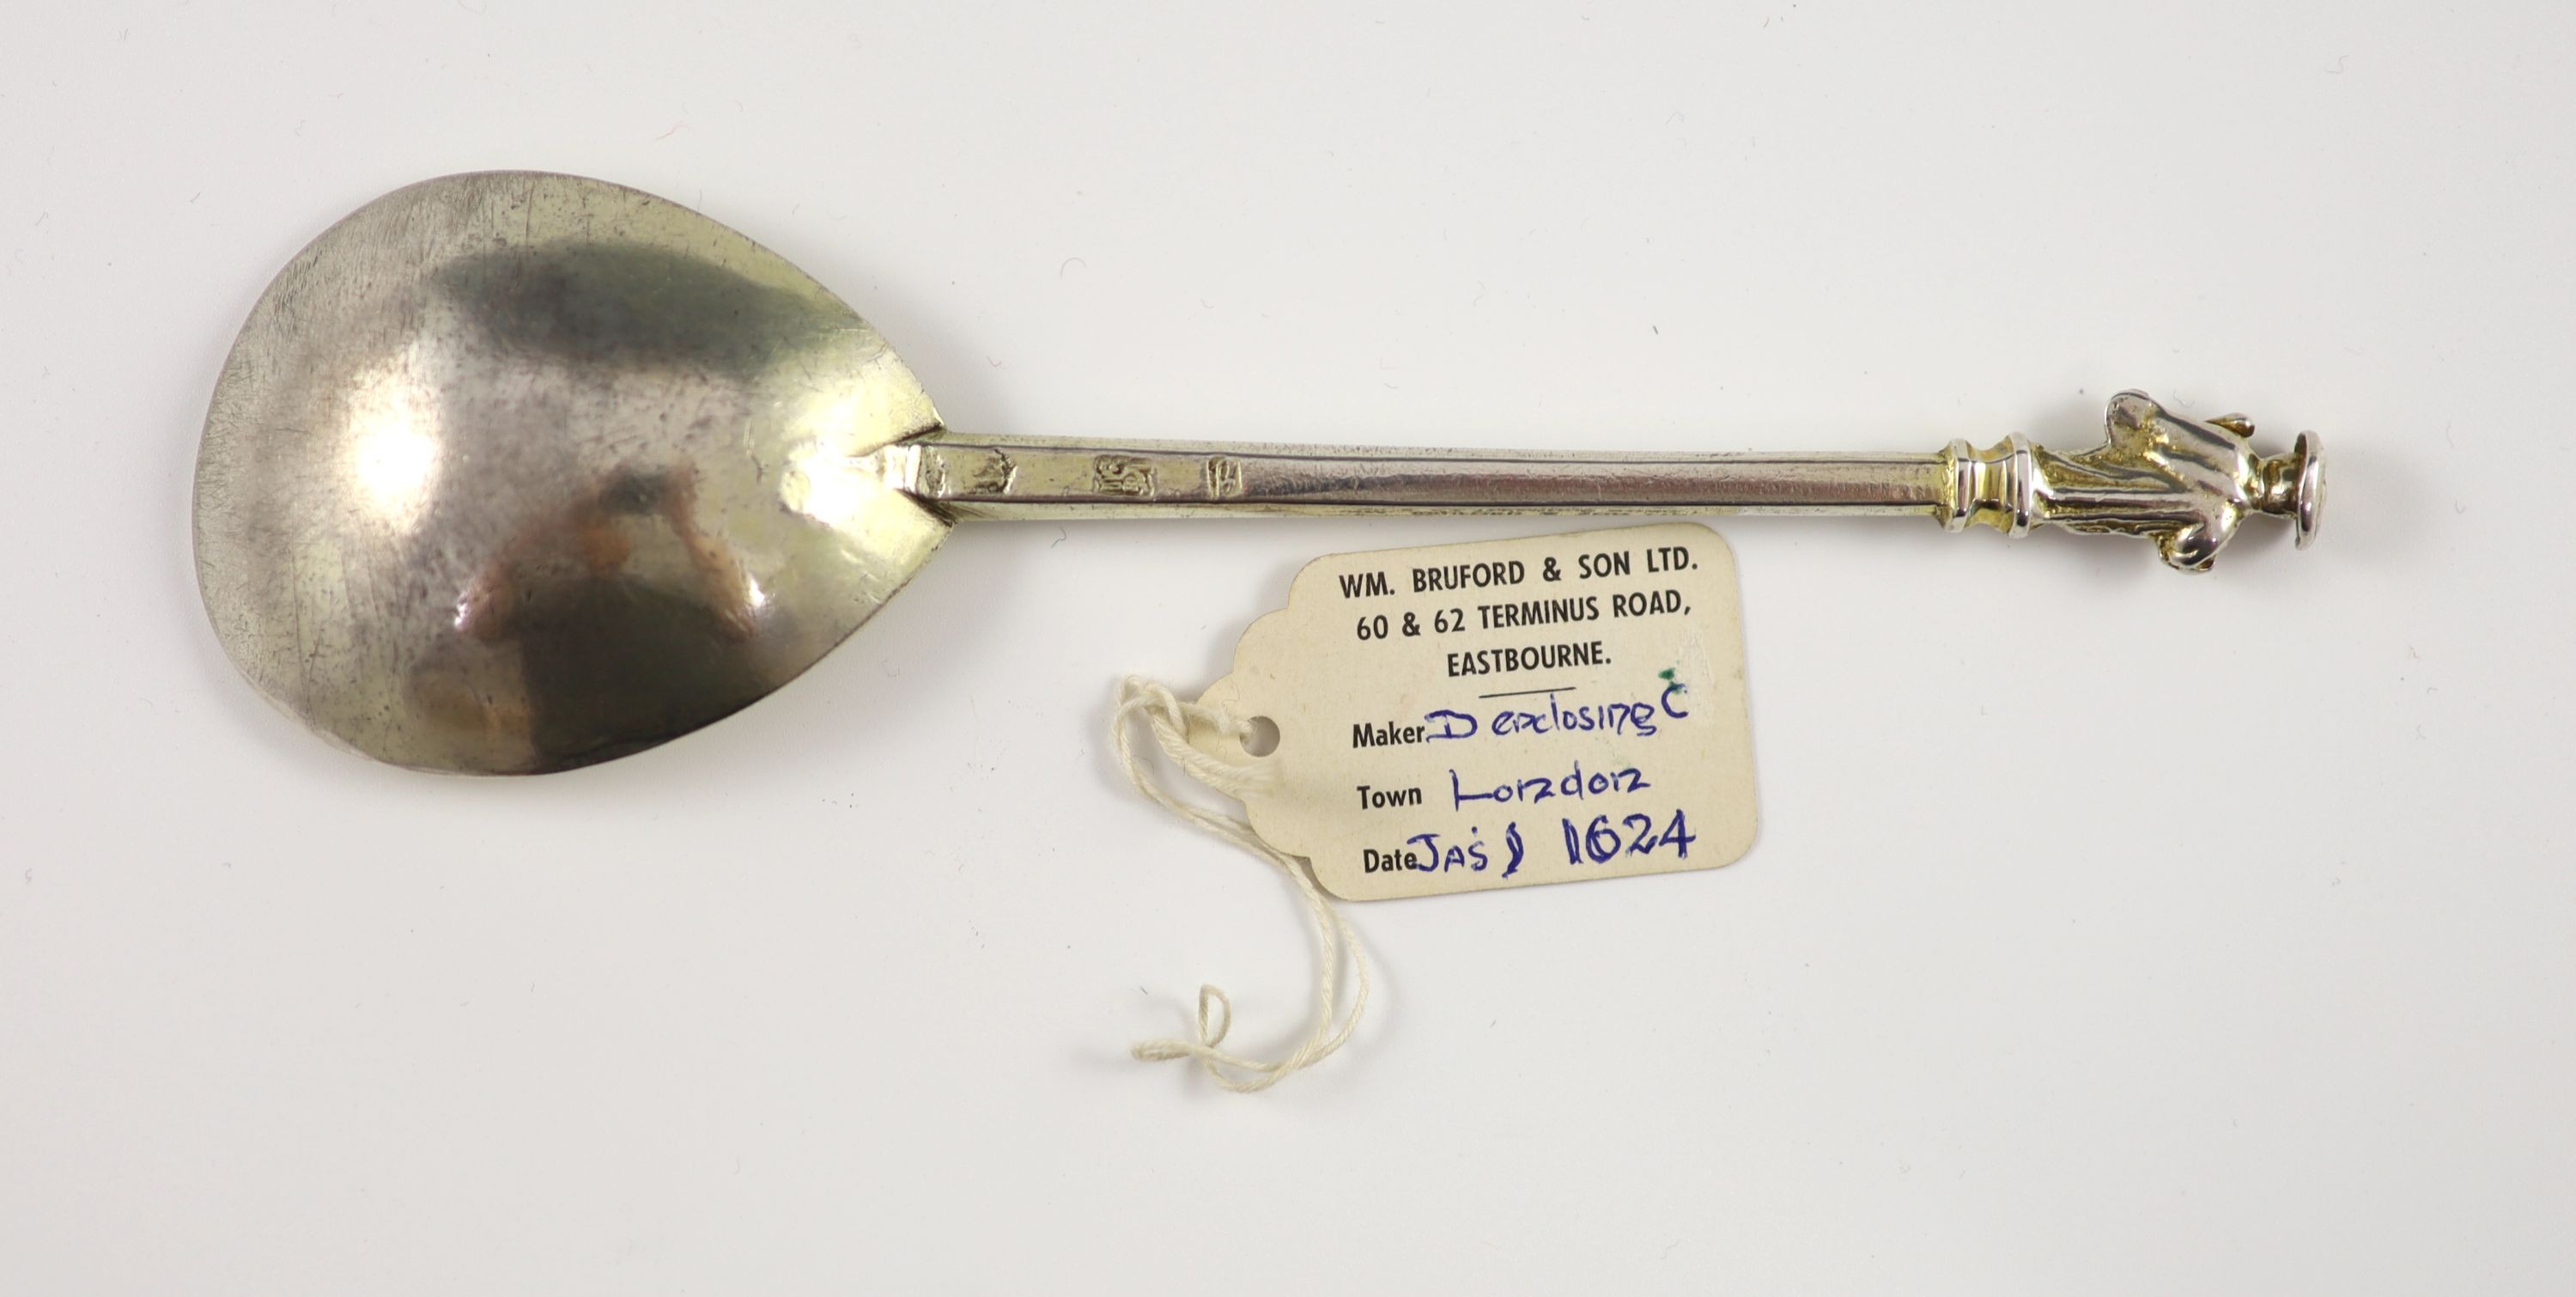 WM. BRUFORD & SON LTD.
60 & 62 TERMINUS ROAD,
EASTBOURNE.
Maker D enclosing C
Town London
Date JAS I 1624